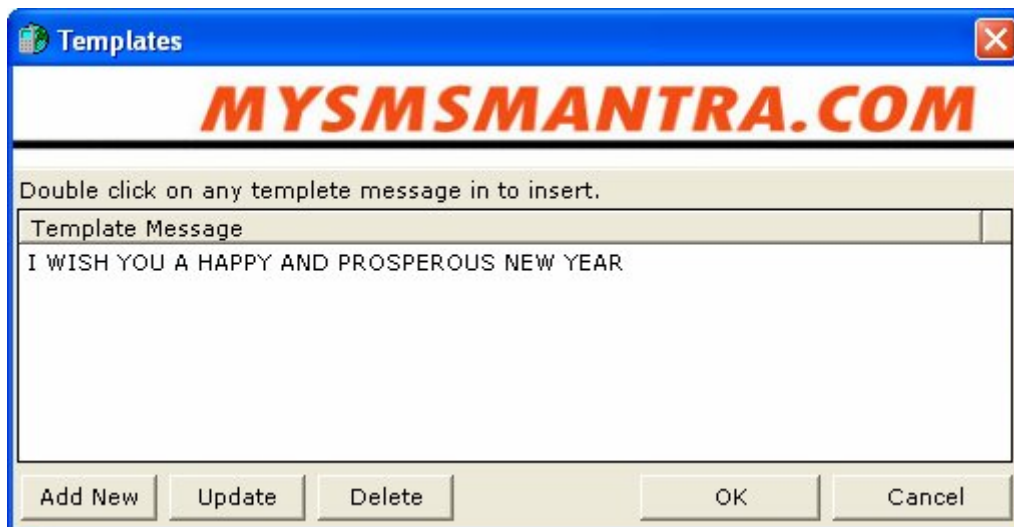 Templates
MYSMSMANTRA.COM
Double click on any templete message in to insert.
Template Message
I WISH YOU A HAPPY AND PROSPEROUS NEW YEAR
Add New Update Delete OK Cancel